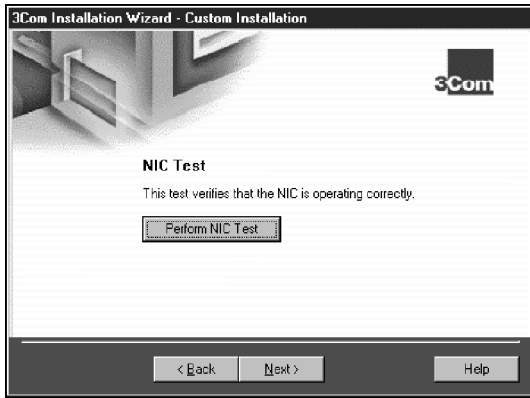 3Com Installation Wizard - Custom Installation
3Com
NIC Test
This test verifies that the NIC is operating correctly.
Perform NIC Test
< Back
Next >
Help